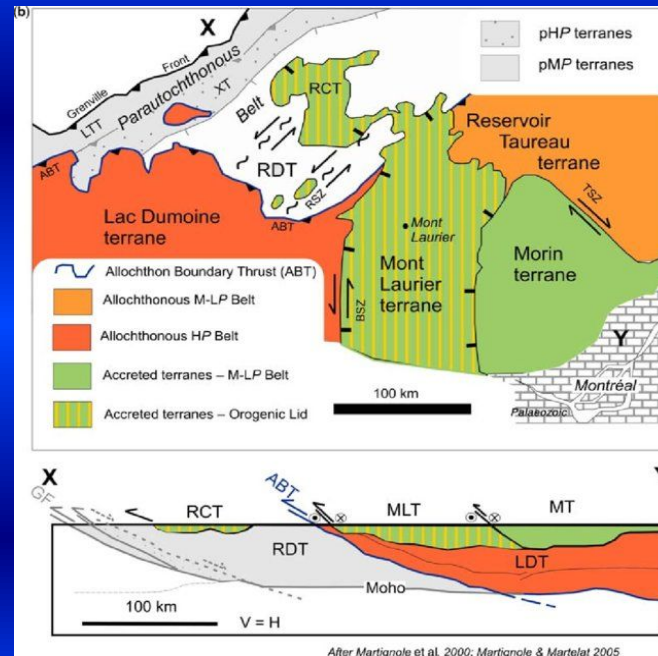 (b)
X
pHP terranes
pMP terranes
Grenville
Front
LTT
Parautochthonous
XT
Belt
RCT
ABT
RDT
RSZ
ABT
Reservoir
Taureau
terrane
TSZ
Lac Dumoine
terrane
Mont
Laurier
Mont
Laurier
terrane
BSZ
Morin
terrane
Y
Montréal
Palaeozoic
Allochthon Boundary Thrust (ABT)
Allochthonous M-LP Belt
Allochthonous HP Belt
Accreted terranes – M-LP Belt
Accreted terranes – Orogenic Lid
100 km
X
GF
RCT
ABT
MLT
MT
RDT
LDT
Moho
100 km
V = H
After Martignole et al. 2000; Martignole & Martelat 2005